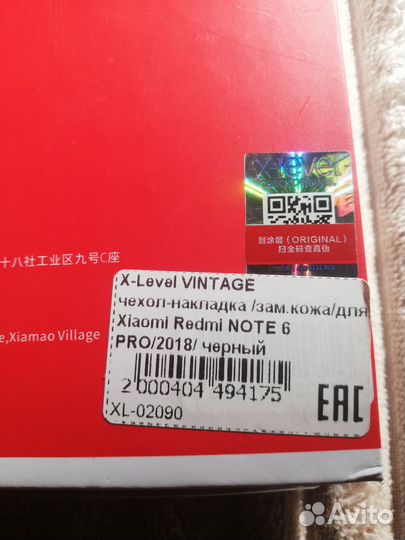 x-level
刮涂层(ORIGINAL)
扫全码查真伪
十八社工业区九号C座
e,Xiamao Village
X-Level VINTAGE
чехол-накладка /зам.кожа/для
Xiaomi Redmi NOTE 6
PRO/2018/ черный
2 000404 494175
XL-02090
EAC
Avito